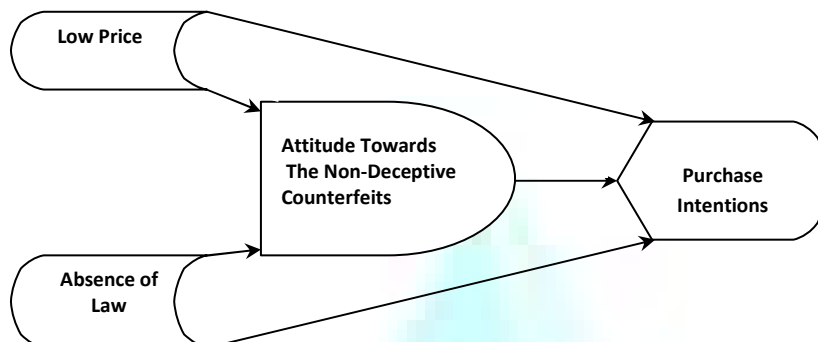 Low Price
Attitude Towards
The Non-Deceptive
Counterfeits
Purchase
Intentions
Absence of
Law